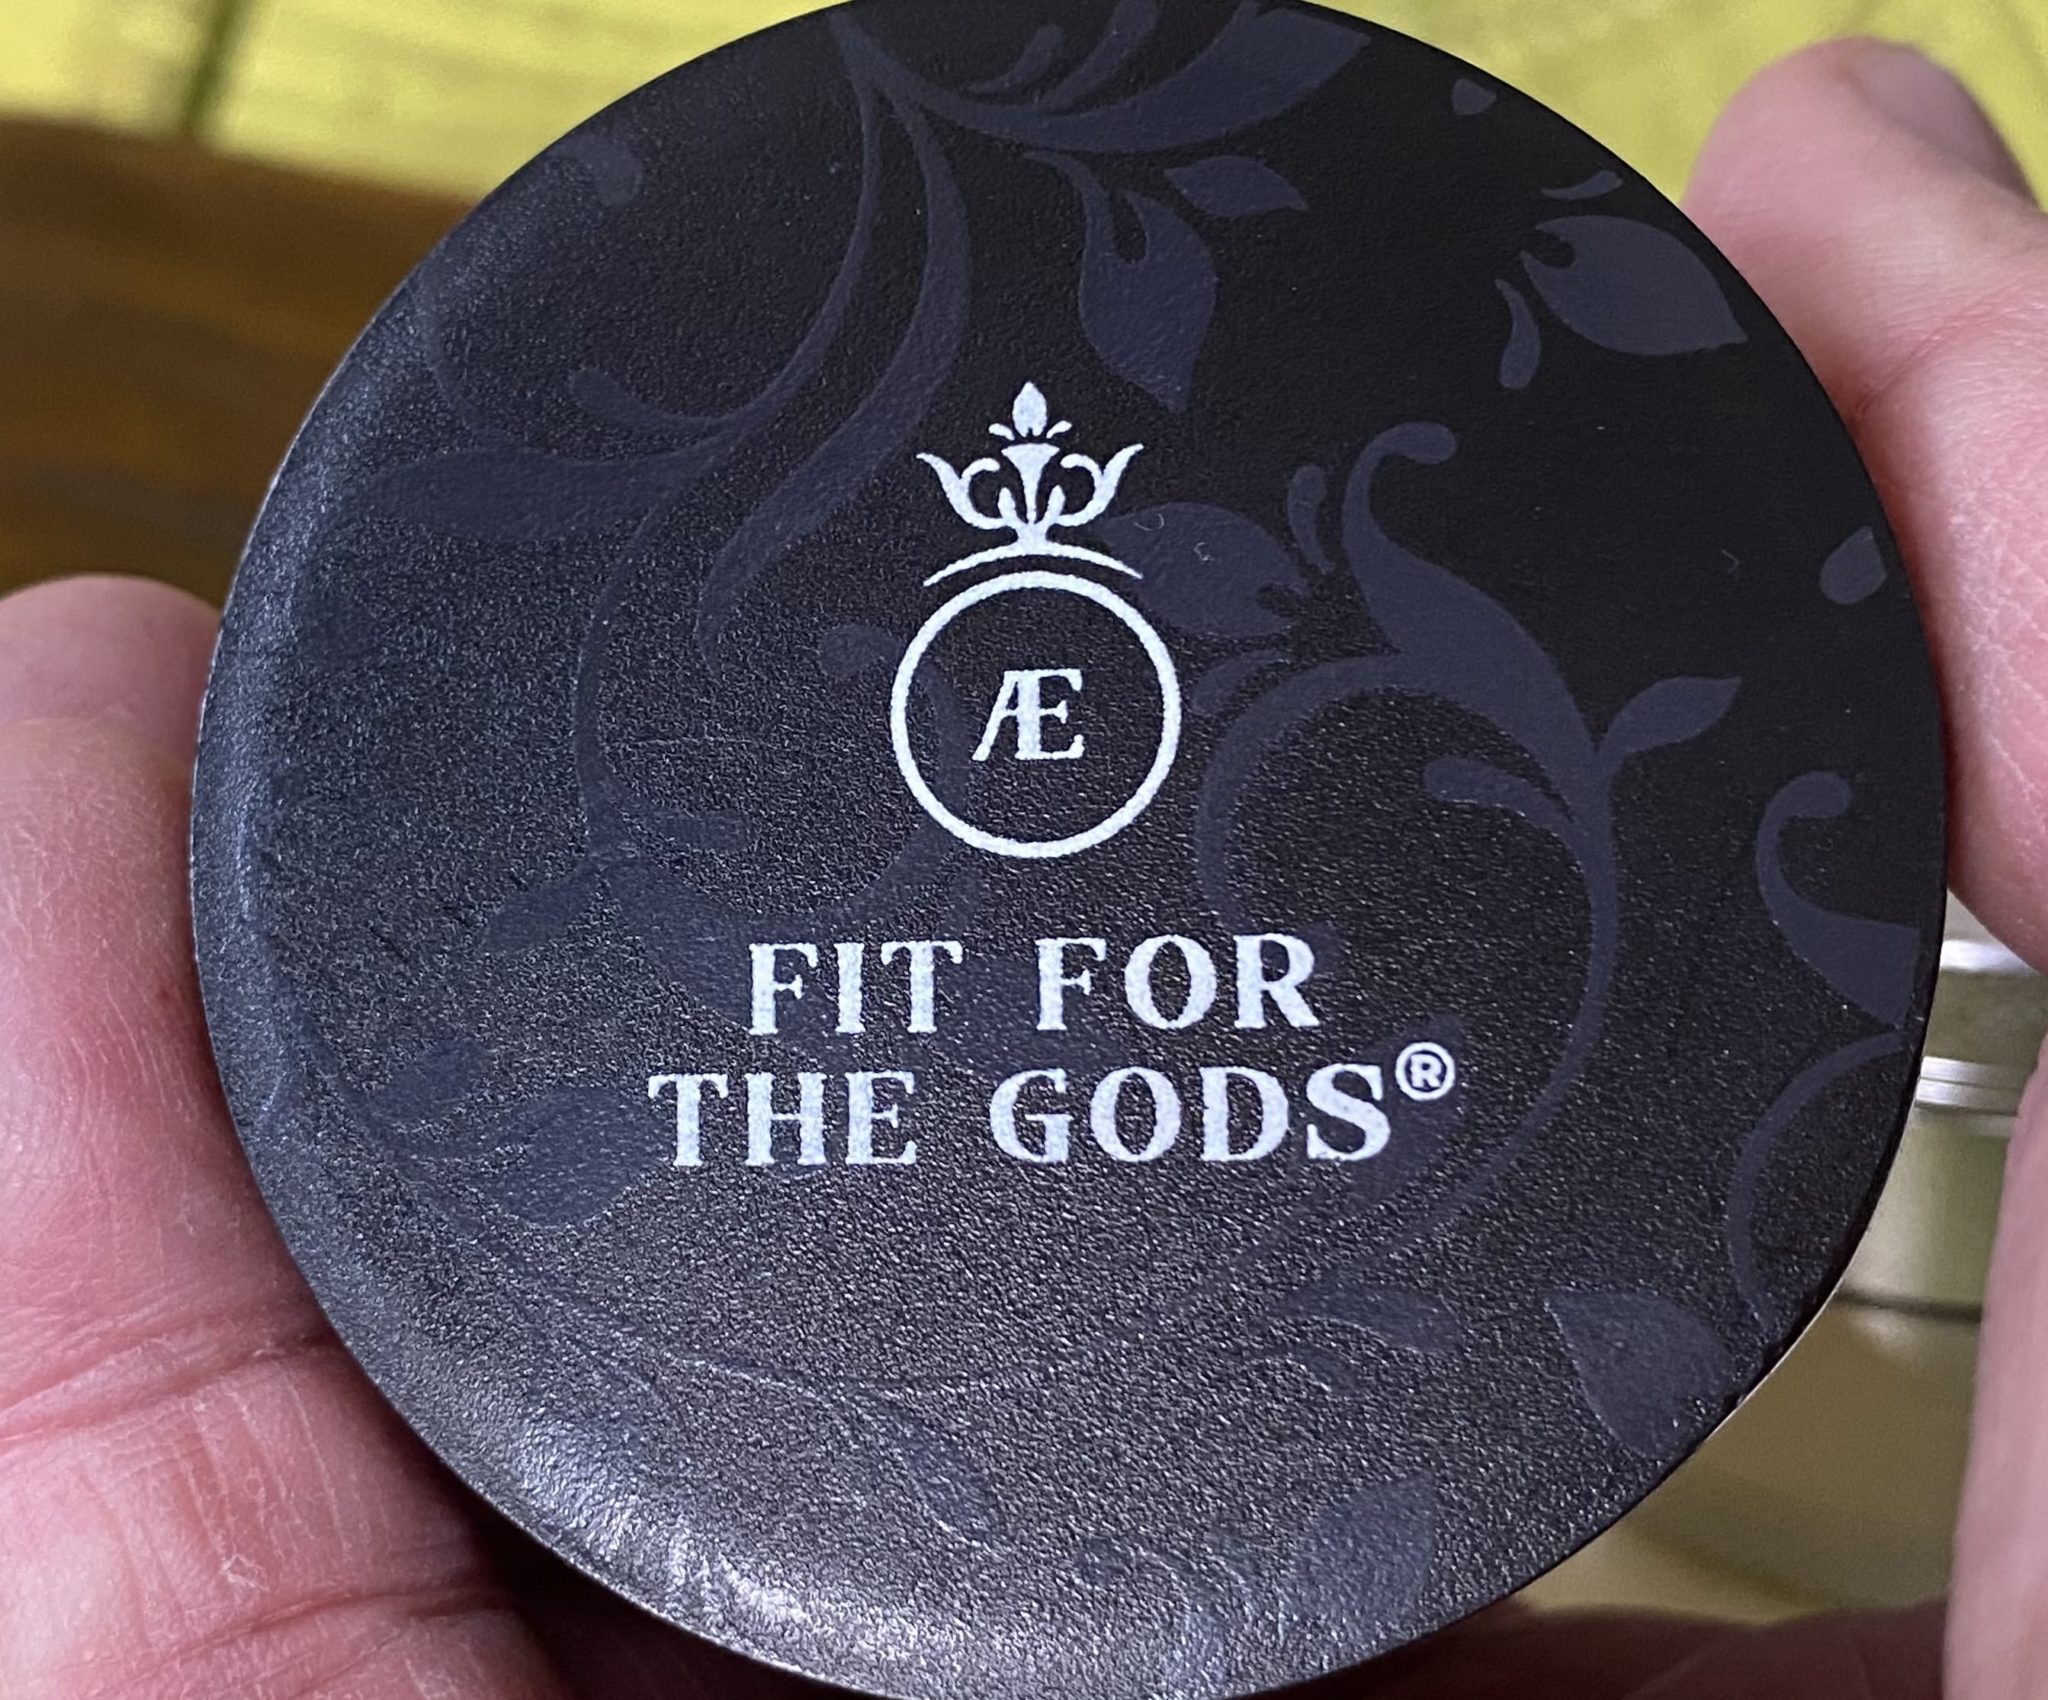 Æ
FIT FOR
THE GODS®